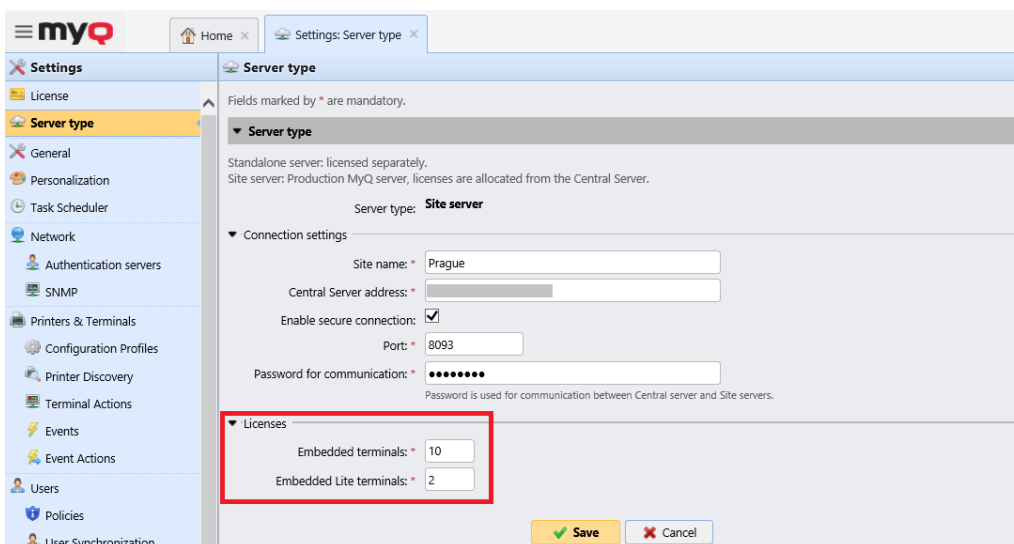 myQ
Home
Settings: Server type
Settings
Server type
License
Fields marked by * are mandatory.
Server type
Server type
General
Standalone server: licensed separately.
Personalization
Site server: Production MyQ server, licenses are allocated from the Central Server.
Task Scheduler
Server type: Site server
Network
Connection settings
Authentication servers
Site name: * Prague
SNMP
Central Server address: *
Printers & Terminals
Enable secure connection:
Configuration Profiles
Port: * 8093
Printer Discovery
Password for communication: *
Password is used for communication between Central server and Site servers.
Terminal Actions
Events
Licenses
Event Actions
Embedded terminals: * 10
Users
Embedded Lite terminals: * 2
Policies
Save
Cancel
User Synchronization